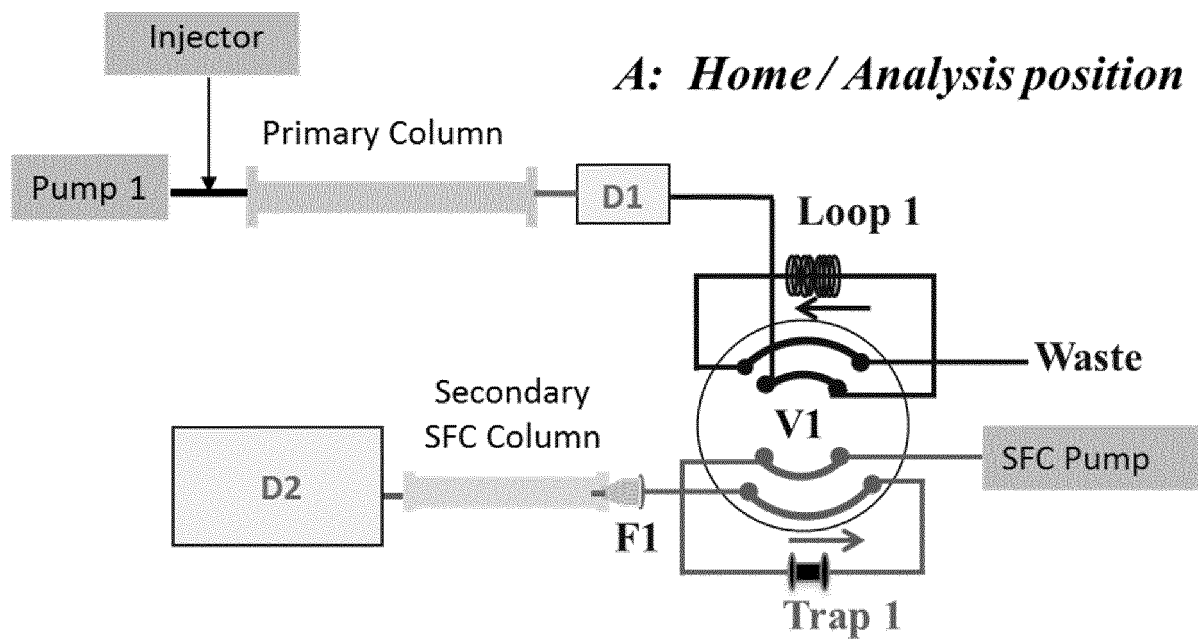 Injector
A: Home / Analysis position
Primary Column
Pump 1
D1
Loop 1
Waste
Secondary
SFC Column
V1
SFC Pump
D2
F1
Trap 1